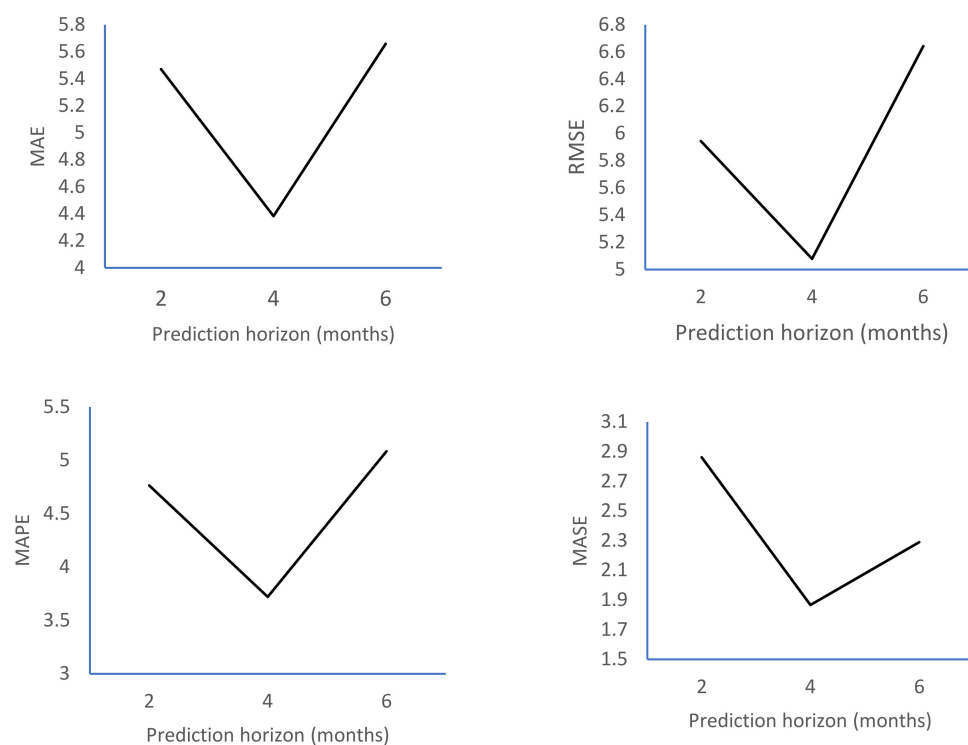 5.8
5.6
5.4
5.2
5
4.8
4.6
4.4
4.2
4
MAE
2 4 6
Prediction horizon (months)
6.8
6.6
6.4
6.2
6
5.8
5.6
5.4
5.2
5
RMSE
2 4 6
Prediction horizon (months)
5.5
5
4.5
4
3.5
3
MAPE
2 4 6
Prediction horizon (months)
3.1
2.9
2.7
2.5
2.3
2.1
1.9
1.7
1.5
MASE
2 4 6
Prediction horizon (months)